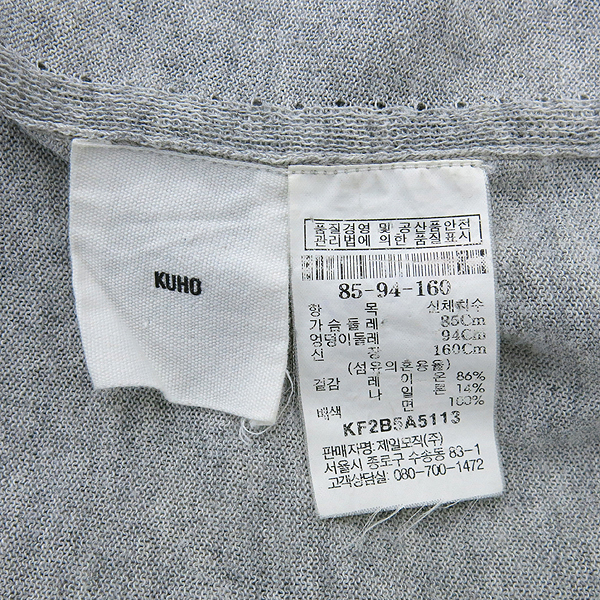 KUHO
품질경영 및 공산품안전
관리법에 의한 품질표시
85-94-160
항 목 신체치수
가슴둘레 85Cm
엉덩이둘레 94Cm
신 장 160Cm
(섬유의혼용율)
겉감 레 이 온 86%
나 일 론 14%
배색 면 100%
KF2B5A5113
판매자명: 제일모직(주)
서울시 종로구 수송동 83-1
고객상담실: 080-700-1472